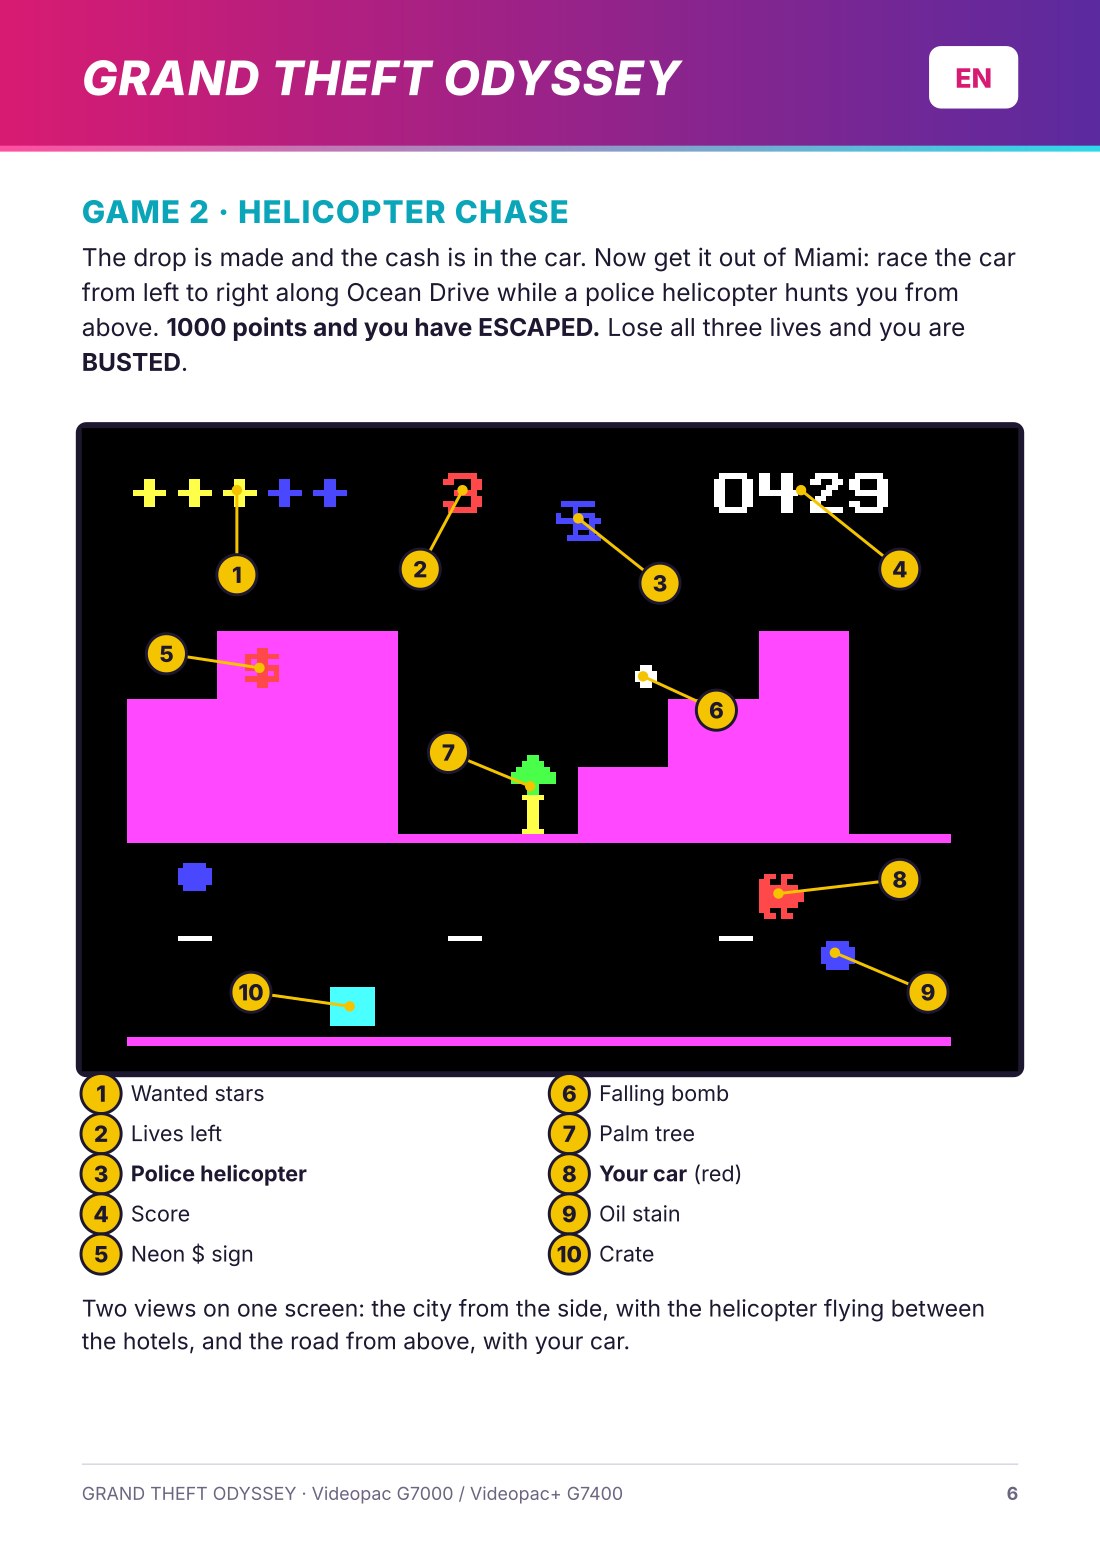 GRAND THEFT ODYSSEY
EN
GAME 2 · HELICOPTER CHASE
The drop is made and the cash is in the car. Now get it out of Miami: race the car
from left to right along Ocean Drive while a police helicopter hunts you from
above. 1000 points and you have ESCAPED. Lose all three lives and you are
BUSTED.
3
0429
1
2
3
4
5
6
7
8
9
10
$
1 Wanted stars
2 Lives left
3 Police helicopter
4 Score
5 Neon $ sign
6 Falling bomb
7 Palm tree
8 Your car (red)
9 Oil stain
10 Crate
Two views on one screen: the city from the side, with the helicopter flying between
the hotels, and the road from above, with your car.
GRAND THEFT ODYSSEY · Videopac G7000 / Videopac+ G7400
6